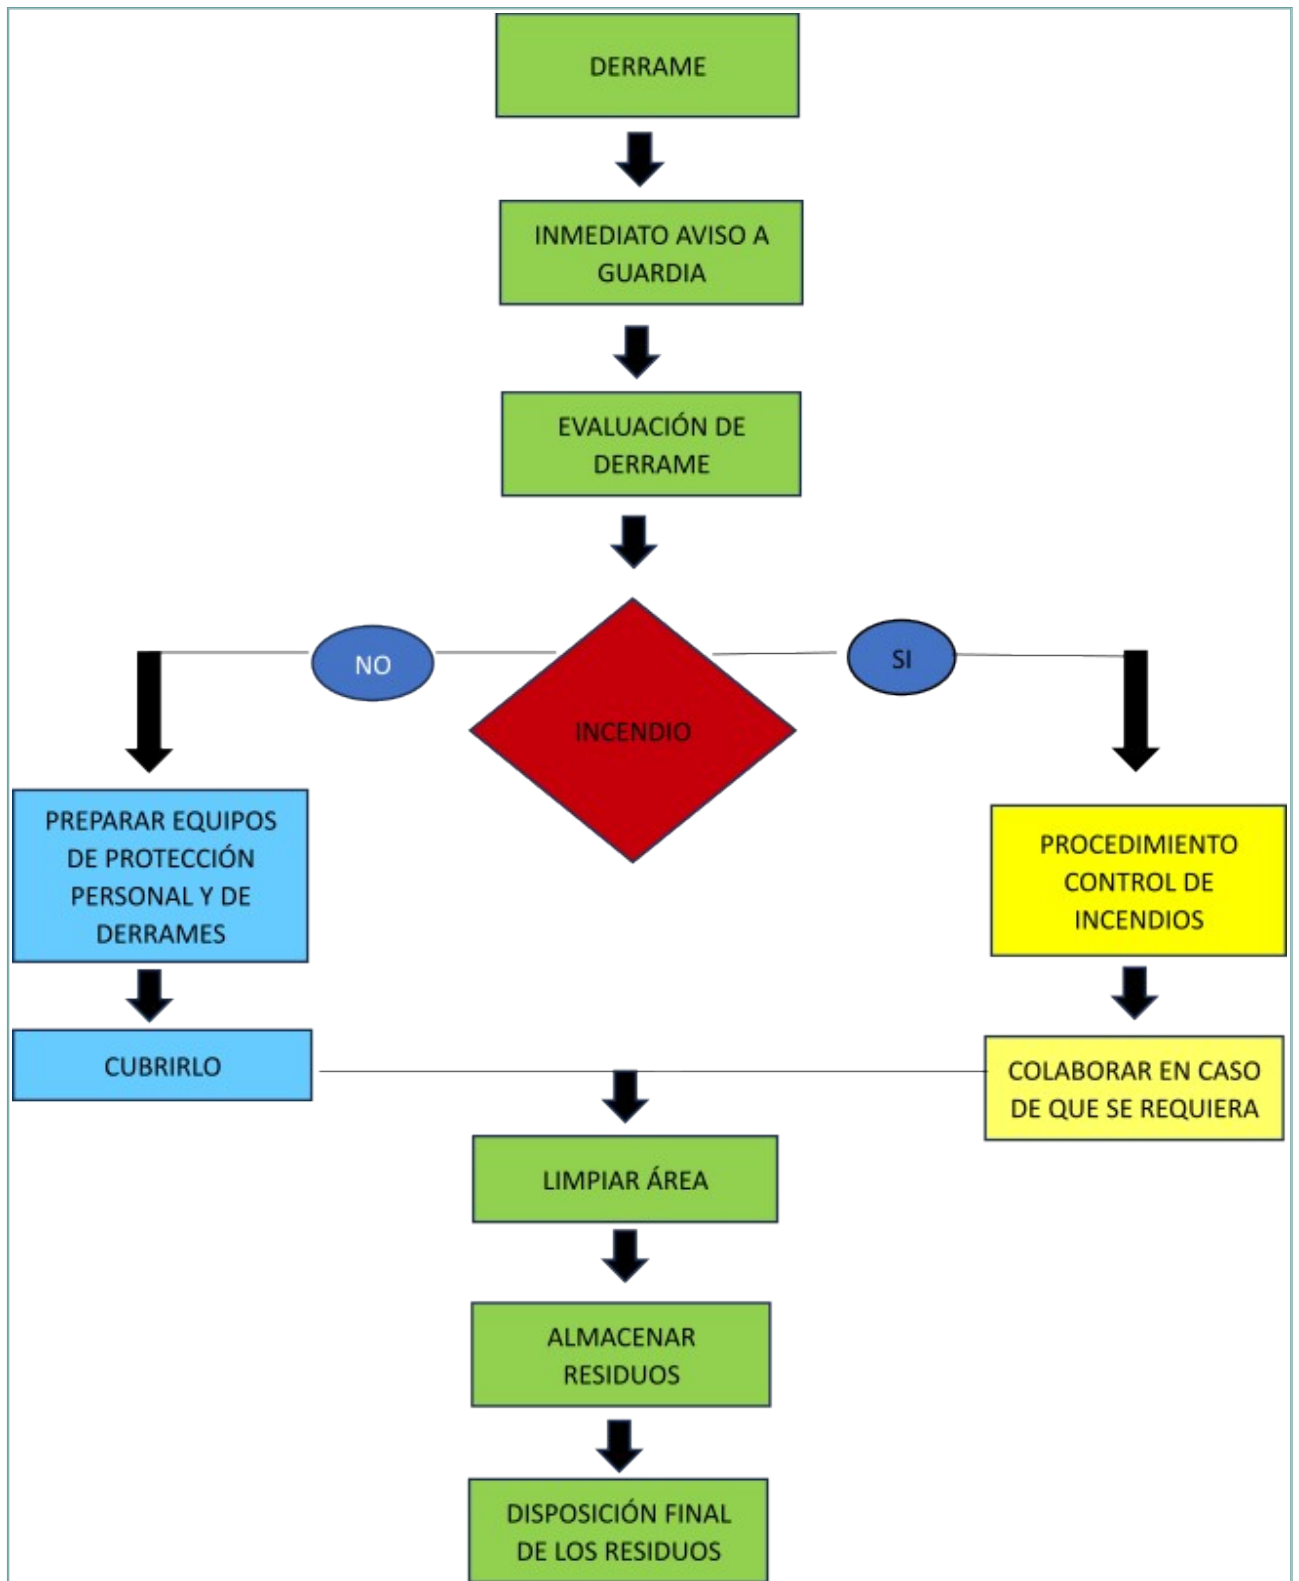 DERRAME
INMEDIATO AVISO A
GUARDIA
EVALUACIÓN DE
DERRAME
NO
SI
INCENDIO
PREPARAR EQUIPOS
DE PROTECCIÓN
PERSONAL Y DE
DERRAMES
PROCEDIMIENTO
CONTROL DE
INCENDIOS
CUBRIRLO
COLABORAR EN CASO
DE QUE SE REQUIERA
LIMPIAR ÁREA
ALMACENAR
RESIDUOS
DISPOSICIÓN FINAL
DE LOS RESIDUOS